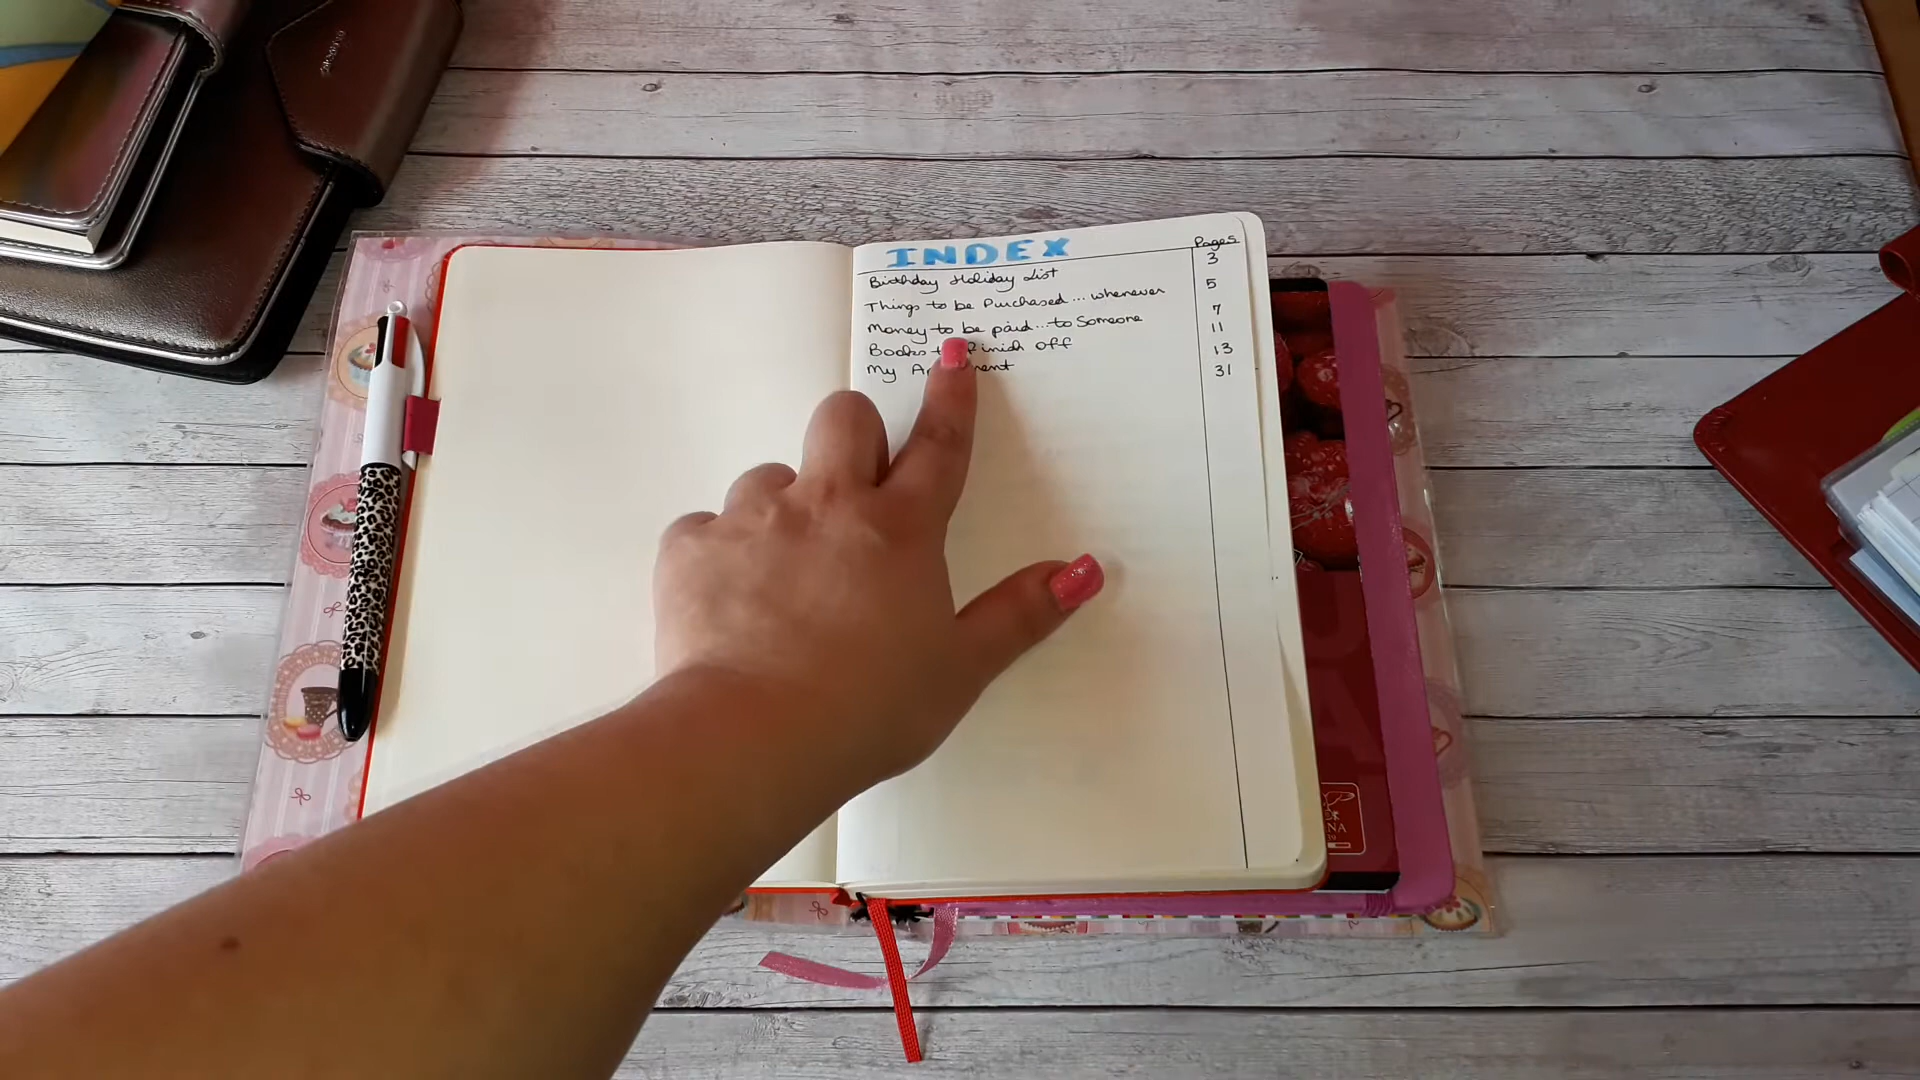 INDEX
Pages
3
Birthday Holiday List
5
Things to be Purchased... whenever
7
Money to be paid... to Someone
11
Books finish off
13
My
31